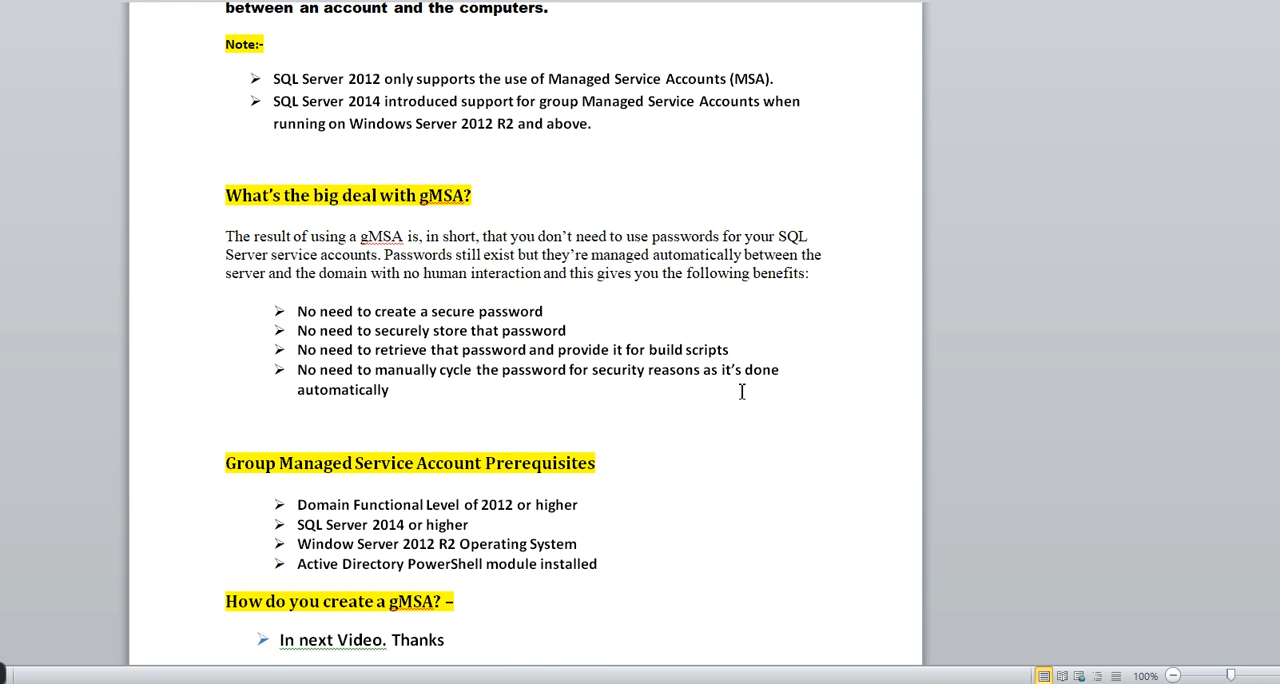 between an account and the computers.
Note:-
➢ SQL Server 2012 only supports the use of Managed Service Accounts (MSA).
➢ SQL Server 2014 introduced support for group Managed Service Accounts when
running on Windows Server 2012 R2 and above.
What's the big deal with gMSA?
The result of using a gMSA is, in short, that you don't need to use passwords for your SQL
Server service accounts. Passwords still exist but they're managed automatically between the
server and the domain with no human interaction and this gives you the following benefits:
➢ No need to create a secure password
➢ No need to securely store that password
➢ No need to retrieve that password and provide it for build scripts
➢ No need to manually cycle the password for security reasons as it's done
automatically
Group Managed Service Account Prerequisites
➢ Domain Functional Level of 2012 or higher
➢ SQL Server 2014 or higher
➢ Window Server 2012 R2 Operating System
➢ Active Directory PowerShell module installed
How do you create a gMSA? –
➢ In next Video. Thanks
100%